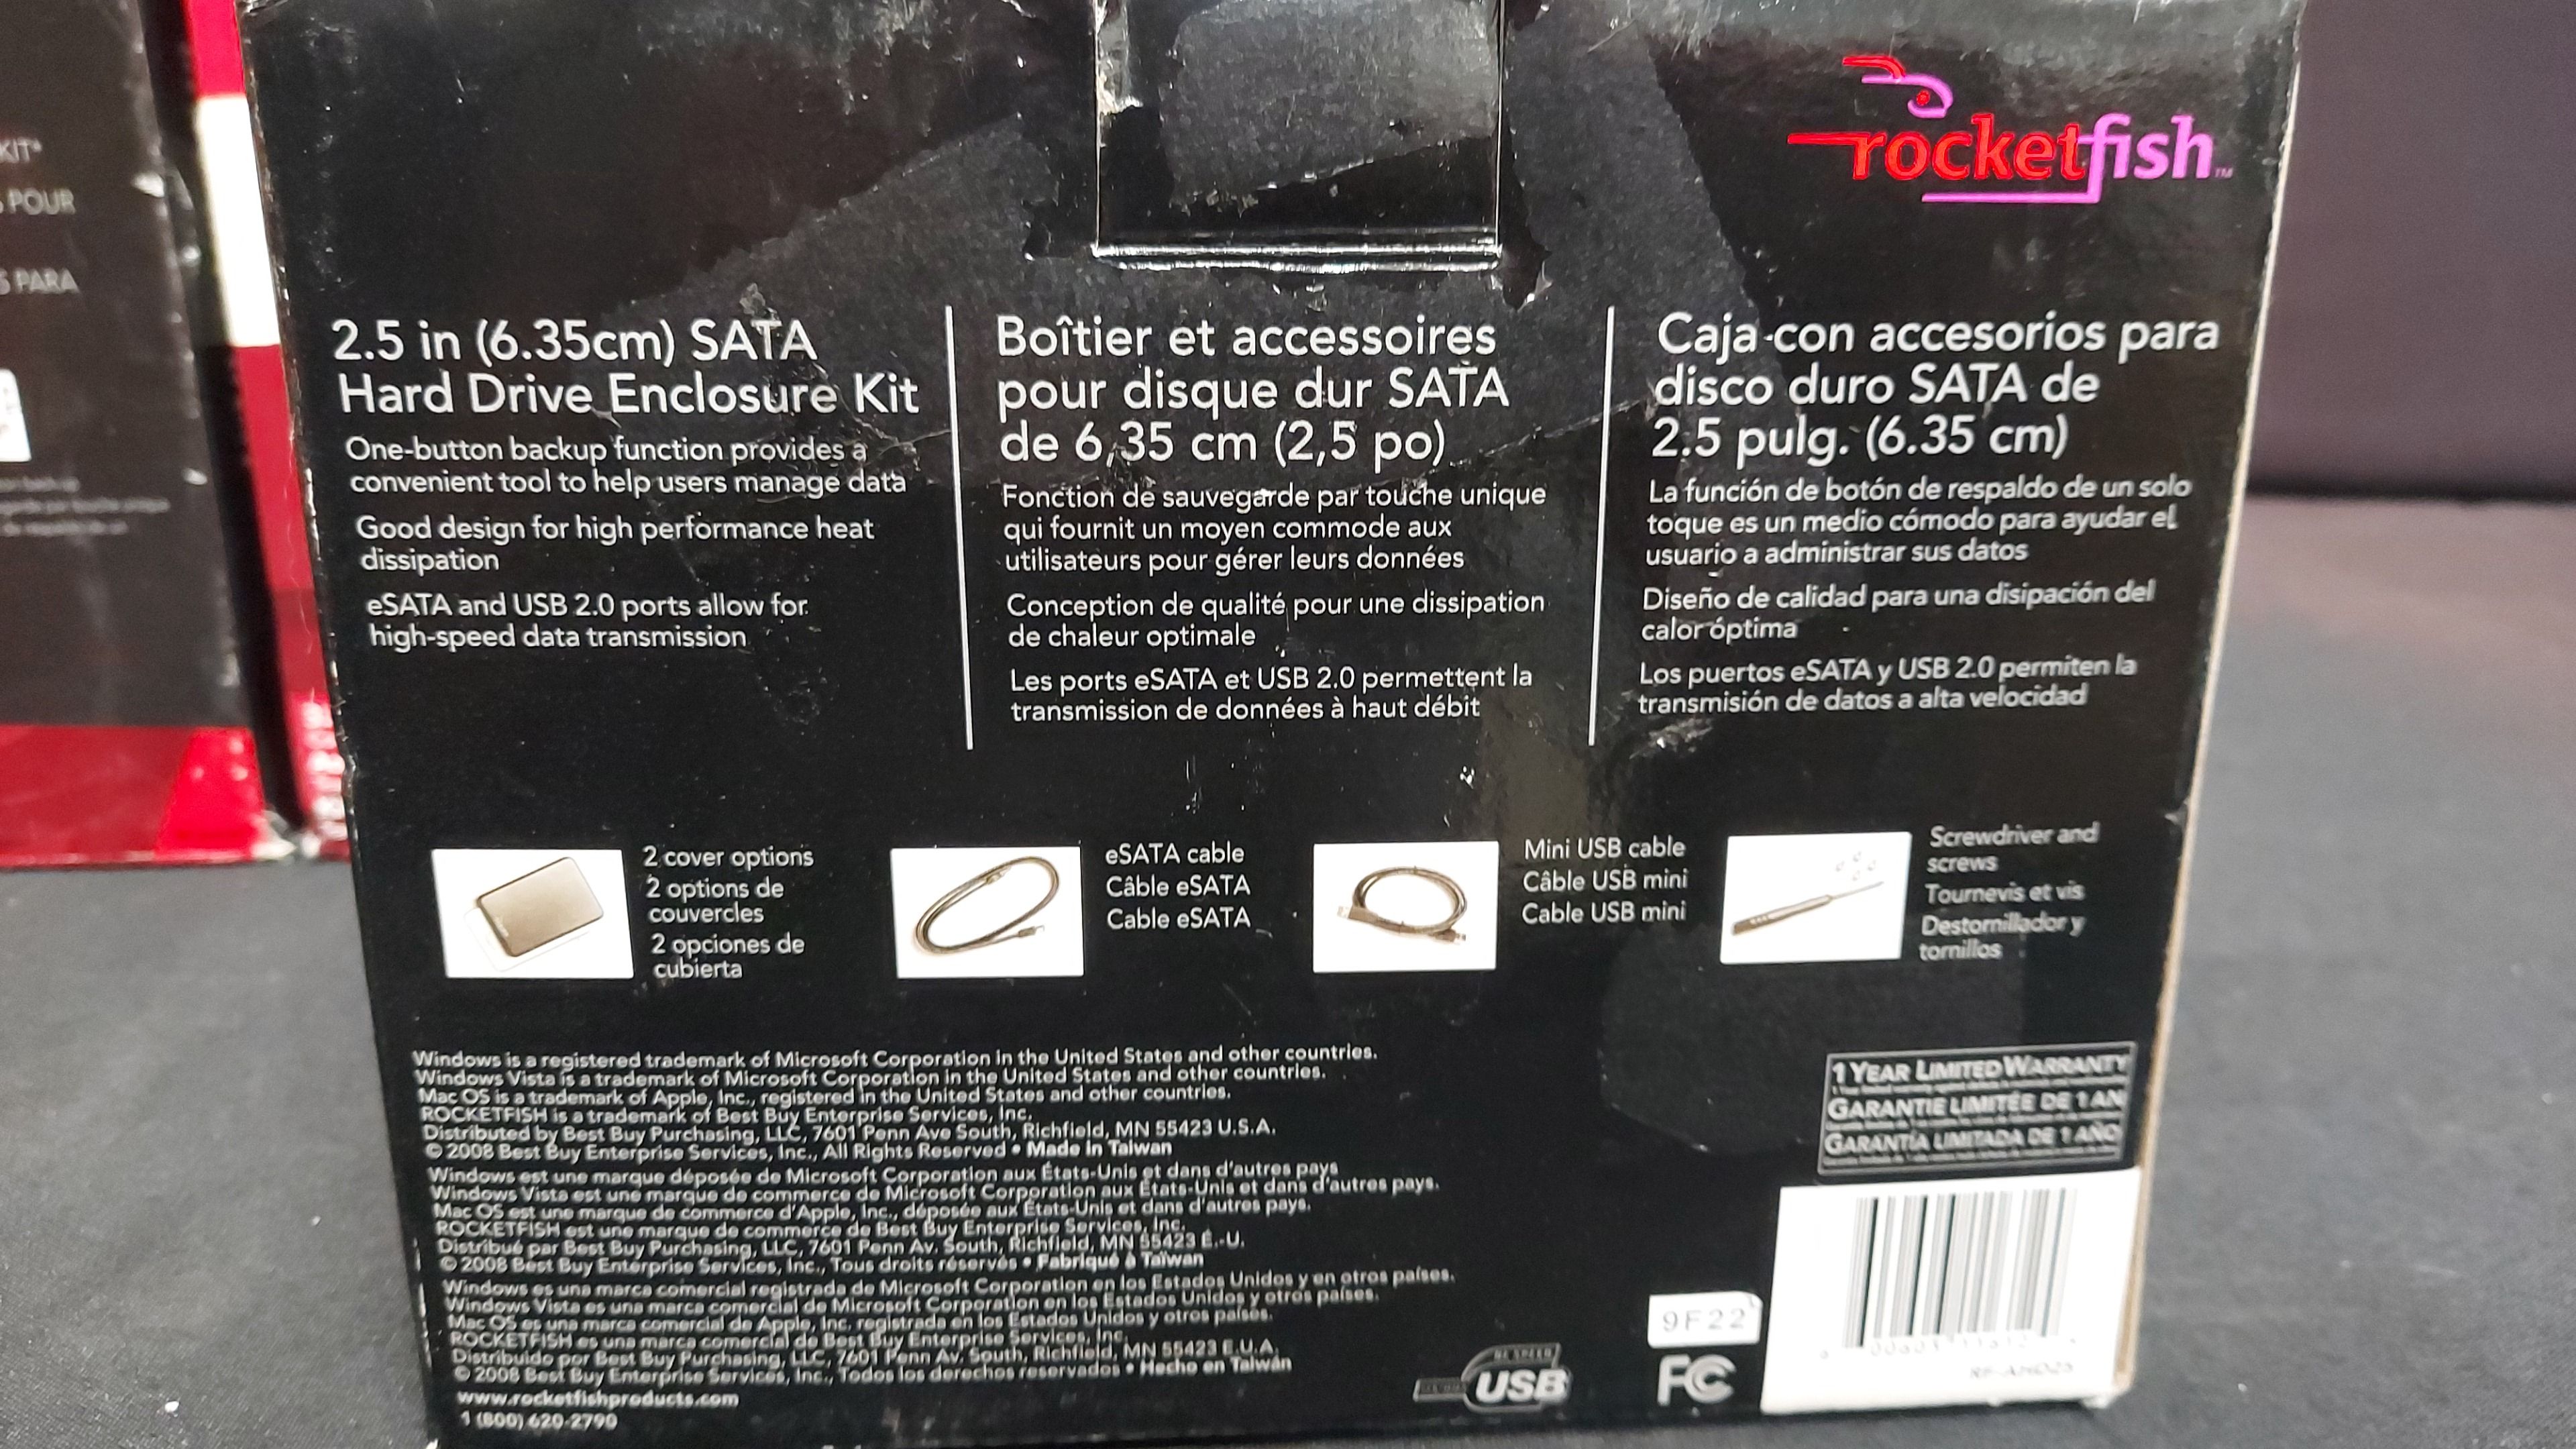 KIT*
POUR
PARA
rocketfish™
2.5 in (6.35cm) SATA
Hard Drive Enclosure Kit
One-button backup function provides a
convenient tool to help users manage data
Good design for high performance heat
dissipation
eSATA and USB 2.0 ports allow for
high-speed data transmission
Boîtier et accessoires
pour disque dur SATA
de 6,35 cm (2,5 po)
Fonction de sauvegarde par touche unique
qui fournit un moyen commode aux
utilisateurs pour gérer leurs données
Conception de qualité pour une dissipation
de chaleur optimale
Les ports eSATA et USB 2.0 permettent la
transmission de données à haut débit
Caja con accesorios para
disco duro SATA de
2.5 pulg. (6.35 cm)
La función de botón de respaldo de un solo
toque es un medio cómodo para ayudar el
usuario a administrar sus datos
Diseño de calidad para una disipación del
calor óptima
Los puertos eSATA y USB 2.0 permiten la
transmisión de datos a alta velocidad
2 cover options
2 options de
couvercles
2 opciones de
cubierta
eSATA cable
Câble eSATA
Cable eSATA
Mini USB cable
Câble USB mini
Cable USB mini
Screwdriver and
screws
Tournevis et vis
Destornillador y
tornillos
Windows is a registered trademark of Microsoft Corporation in the United States and other countries.
Windows Vista is a trademark of Microsoft Corporation in the United States and other countries.
Mac OS is a trademark of Apple, Inc., registered in the United States and other countries.
ROCKETFISH is a trademark of Best Buy Enterprise Services, Inc.
Distributed by Best Buy Purchasing, LLC, 7601 Penn Ave South, Richfield, MN 55423 U.S.A.
© 2008 Best Buy Enterprise Services, Inc., All Rights Reserved • Made in Taiwan
Windows est une marque déposée de Microsoft Corporation aux États-Unis et dans d'autres pays
Windows Vista est une marque de commerce de Microsoft Corporation aux États-Unis et dans d'autres pays.
Mac OS est une marque de commerce d'Apple, Inc., déposée aux États-Unis et dans d'autres pays.
ROCKETFISH est une marque de commerce de Best Buy Enterprise Services, Inc.
Distribué par Best Buy Purchasing, LLC, 7601 Penn Av. South, Richfield, MN 55423 É.-U.
© 2008 Best Buy Enterprise Services, Inc., Tous droits réservés • Fabriqué à Taïwan
Windows es una marca comercial registrada de Microsoft Corporation en los Estados Unidos y en otros países.
Windows Vista es una marca comercial de Microsoft Corporation en los Estados Unidos y otros países.
Mac OS es una marca comercial de Apple, Inc, registrada en los Estados Unidos y otros países.
ROCKETFISH es una marca comercial de Best Buy Enterprise Services, Inc.
Distribuido por Best Buy Purchasing, LLC, 7601 Penn Av. South, Richfield, MN 55423 E.U.A.
© 2008 Best Buy Enterprise Services, Inc., Todos los derechos reservados • Hecho en Taiwán
www.rocketfishproducts.com
1 (800) 620-2790
1 YEAR LIMITED WARRANTY
GARANTIE LIMITÉE DE 1 AN
GARANTÍA LIMITADA DE 1 AÑO
9F22
USB
FC